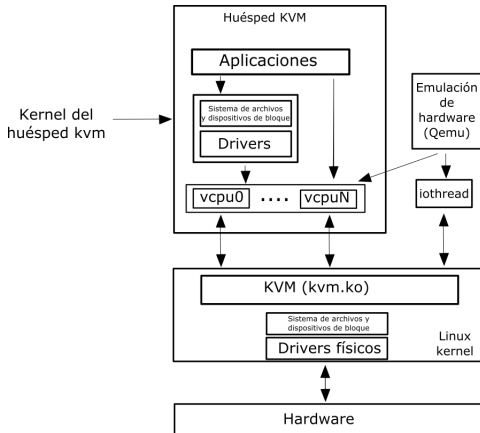 Huésped KVM
Aplicaciones
Sistema de archivos
y dispositivos de bloque
Drivers
vcpu0 .... vcpuN
Kernel del
huésped kvm
Emulación
de
hardware
(Qemu)
iothread
KVM (kvm.ko)
Sistema de archivos y
dispositivos de bloque
Drivers físicos
Linux
kernel
Hardware